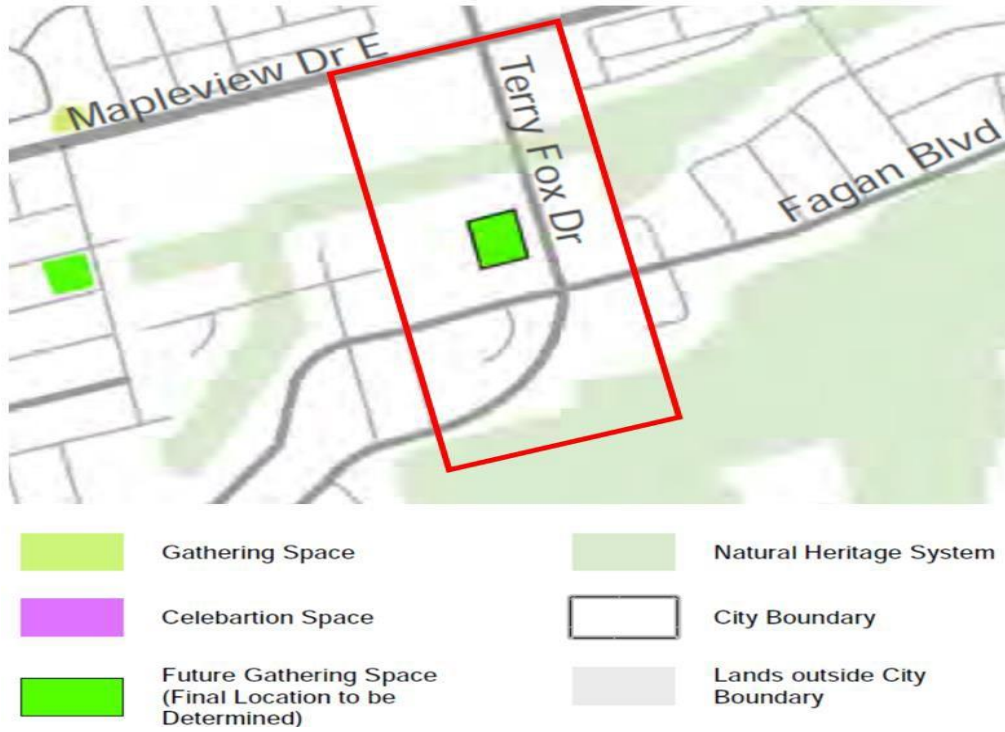 Mapleview Dr E
Terry Fox Dr
Fagan Blvd
Gathering Space
Celebartion Space
Future Gathering Space
(Final Location to be
Determined)
Natural Heritage System
City Boundary
Lands outside City
Boundary